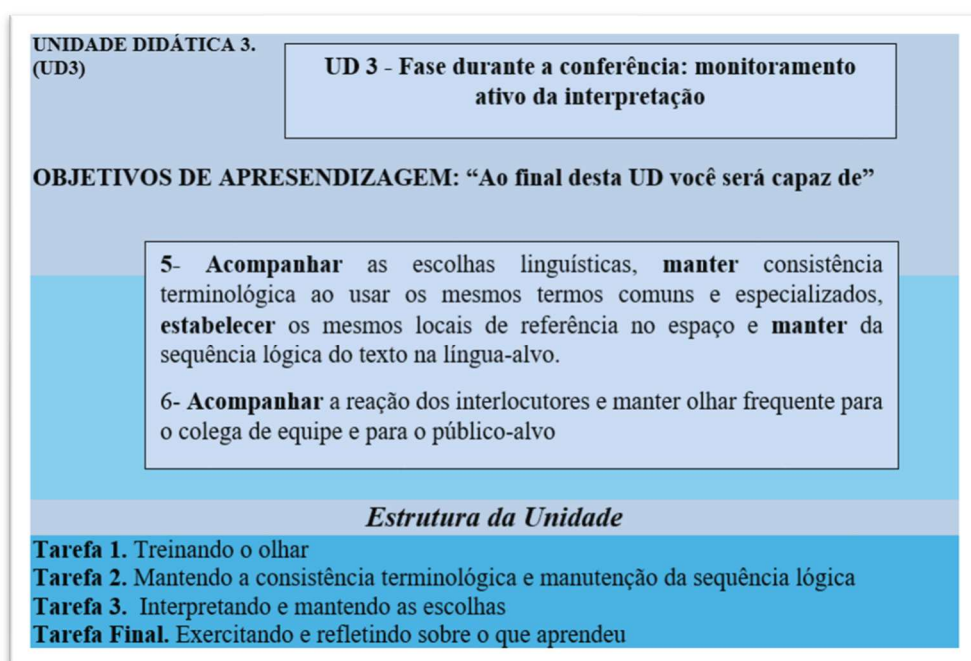 UNIDADE DIDÁTICA 3.
(UD3)
UD 3 - Fase durante a conferência: monitoramento
ativo da interpretação
OBJETIVOS DE APRESENDIZAGEM: “Ao final desta UD você será capaz de”
5- Acompanhar as escolhas linguísticas, manter consistência
terminológica ao usar os mesmos termos comuns e especializados,
estabelecer os mesmos locais de referência no espaço e manter da
sequência lógica do texto na língua-alvo.
6- Acompanhar a reação dos interlocutores e manter olhar frequente para
o colega de equipe e para o público-alvo
Estrutura da Unidade
Tarefa 1. Treinando o olhar
Tarefa 2. Mantendo a consistência terminológica e manutenção da sequência lógica
Tarefa 3. Interpretando e mantendo as escolhas
Tarefa Final. Exercitando e refletindo sobre o que aprendeu